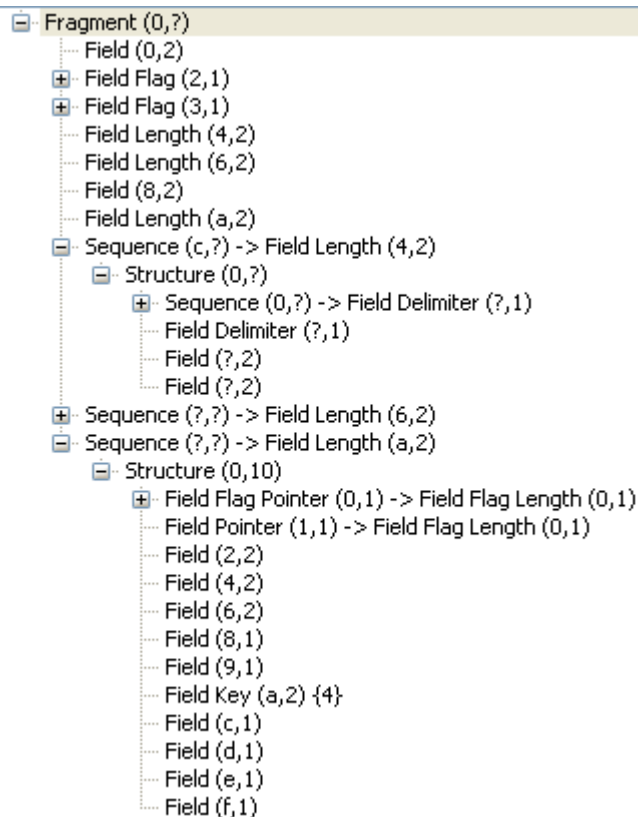 Fragment (0,?)
Field (0,2)
Field Flag (2,1)
Field Flag (3,1)
Field Length (4,2)
Field Length (6,2)
Field (8,2)
Field Length (a,2)
Sequence (c,?) -> Field Length (4,2)
Structure (0,?)
Sequence (0,?) -> Field Delimiter (?,1)
Field Delimiter (?,1)
Field (?,2)
Field (?,2)
Sequence (?,?) -> Field Length (6,2)
Sequence (?,?) -> Field Length (a,2)
Structure (0,10)
Field Flag Pointer (0,1) -> Field Flag Length (0,1)
Field Pointer (1,1) -> Field Flag Length (0,1)
Field (2,2)
Field (4,2)
Field (6,2)
Field (8,1)
Field (9,1)
Field Key (a,2) {4}
Field (c,1)
Field (d,1)
Field (e,1)
Field (f,1)